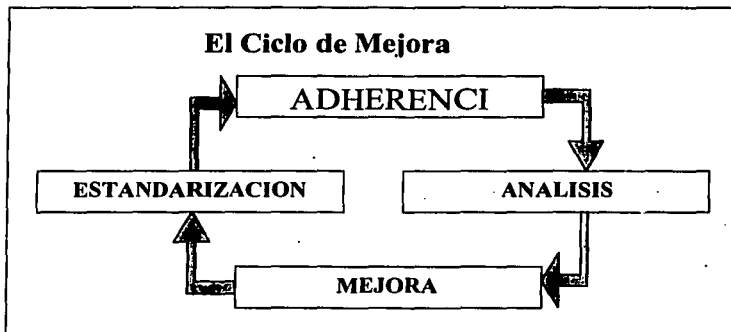 El Ciclo de Mejora
ADHERENCI
ESTANDARIZACION
ANALISIS
MEJORA